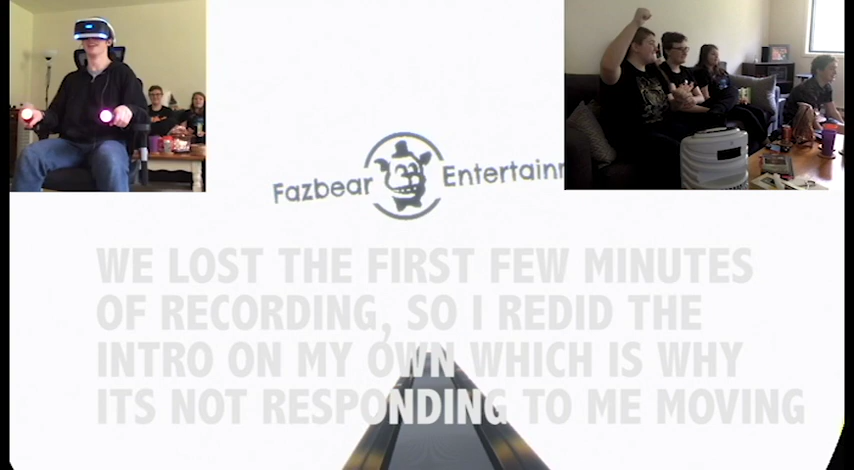 Fazbear Entertainm
WE LOST THE FIRST FEW MINUTES
OF RECORDING, SO I REDID THE
INTRO ON MY OWN WHICH IS WHY
ITS NOT RESPONDING TO ME MOVING